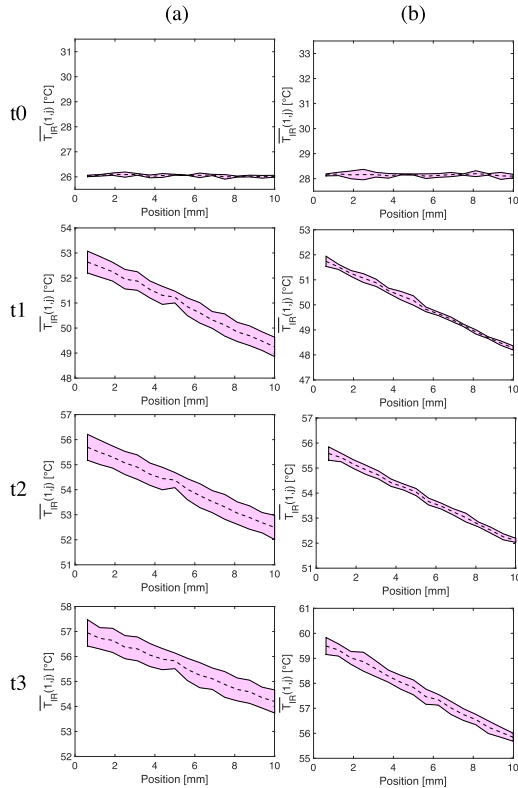 (a) (b)
t0
T_IR(1,j) [°C]
31
30
29
28
27
26
0 2 4 6 8 10
Position [mm]
T_IR(1,j) [°C]
33
32
31
30
29
28
0 2 4 6 8 10
Position [mm]
t1
T_IR(1,j) [°C]
54
53
52
51
50
49
48
0 2 4 6 8 10
Position [mm]
T_IR(1,j) [°C]
53
52
51
50
49
48
47
0 2 4 6 8 10
Position [mm]
t2
T_IR(1,j) [°C]
57
56
55
54
53
52
51
0 2 4 6 8 10
Position [mm]
T_IR(1,j) [°C]
57
56
55
54
53
52
51
0 2 4 6 8 10
Position [mm]
t3
T_IR(1,j) [°C]
58
57
56
55
54
53
52
0 2 4 6 8 10
Position [mm]
T_IR(1,j) [°C]
61
60
59
58
57
56
55
0 2 4 6 8 10
Position [mm]